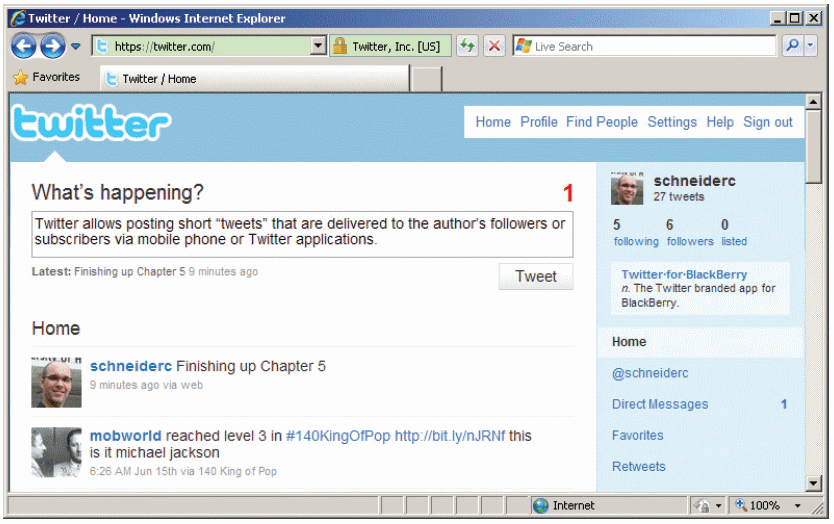 Twitter / Home - Windows Internet Explorer
https://twitter.com/ Twitter, Inc. [US] Live Search
Favorites Twitter / Home
twitter
Home Profile Find People Settings Help Sign out
What's happening? 1
Twitter allows posting short “tweets” that are delivered to the author's followers or
subscribers via mobile phone or Twitter applications.
Latest: Finishing up Chapter 5 9 minutes ago
Tweet
Home
schneiderc Finishing up Chapter 5
9 minutes ago via web
mobworld reached level 3 in #140KingOfPop http://bit.ly/nJRNf this
is it michael jackson
6:26 AM Jun 15th via 140 King of Pop
schneiderc
27 tweets
5 6 0
following followers listed
Twitter·for·BlackBerry
n. The Twitter branded app for
BlackBerry.
Home
@schneiderc
Direct Messages 1
Favorites
Retweets
Internet 100%